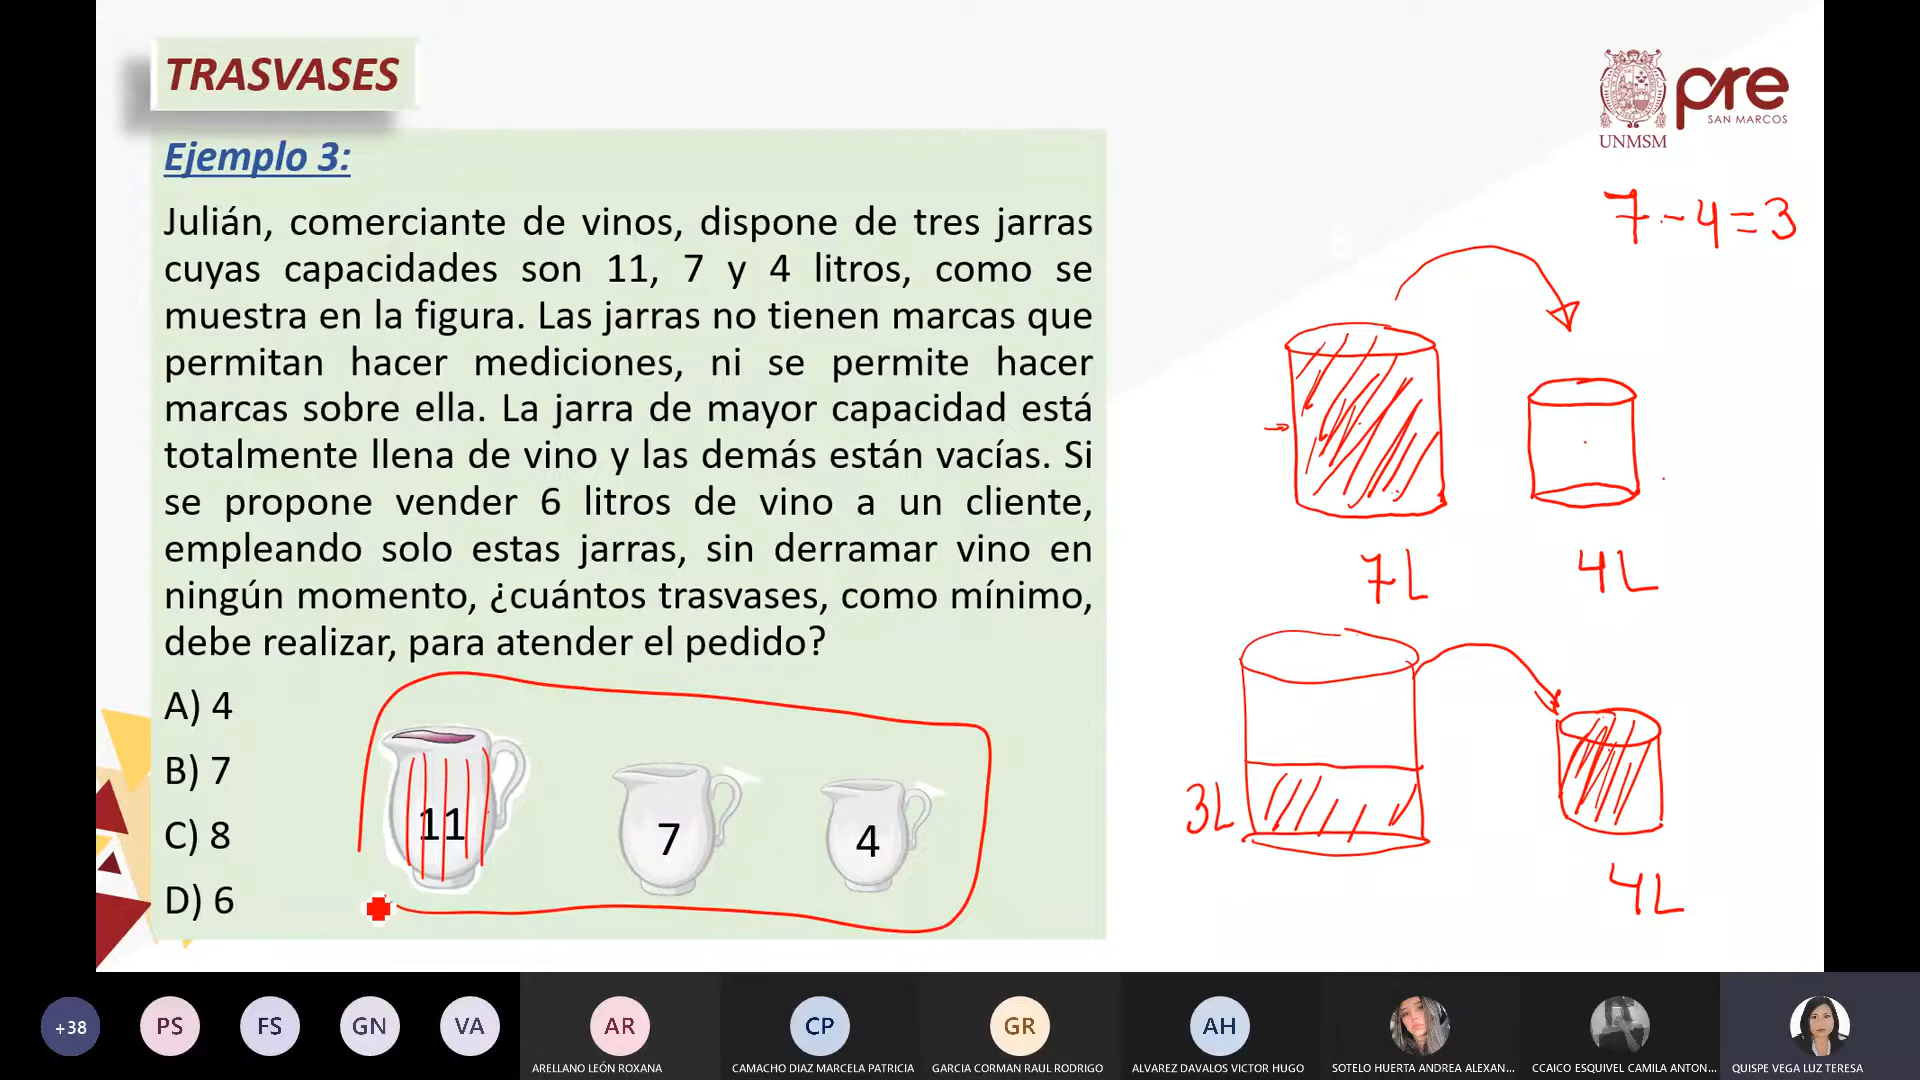 TRASVASES
Ejemplo 3:
Julián, comerciante de vinos, dispone de tres jarras
cuyas capacidades son 11, 7 y 4 litros, como se
muestra en la figura. Las jarras no tienen marcas que
permitan hacer mediciones, ni se permite hacer
marcas sobre ella. La jarra de mayor capacidad está
totalmente llena de vino y las demás están vacías. Si
se propone vender 6 litros de vino a un cliente,
empleando solo estas jarras, sin derramar vino en
ningún momento, ¿cuántos trasvases, como mínimo,
debe realizar, para atender el pedido?
A) 4
B) 7
C) 8
D) 6
11
7
4
UNMSM
pre
SAN MARCOS
7-4=3
7L
4L
3L
4L
+38
PS
FS
GN
VA
AR
CP
GR
AH
ARELLANO LEÓN ROXANA
CAMACHO DIAZ MARCELA PATRICIA
GARCIA CORMAN RAUL RODRIGO
ALVAREZ DAVALOS VICTOR HUGO
SOTELO HUERTA ANDREA ALEXAN...
CCAICO ESQUIVEL CAMILA ANTON...
QUISPE VEGA LUZ TERESA